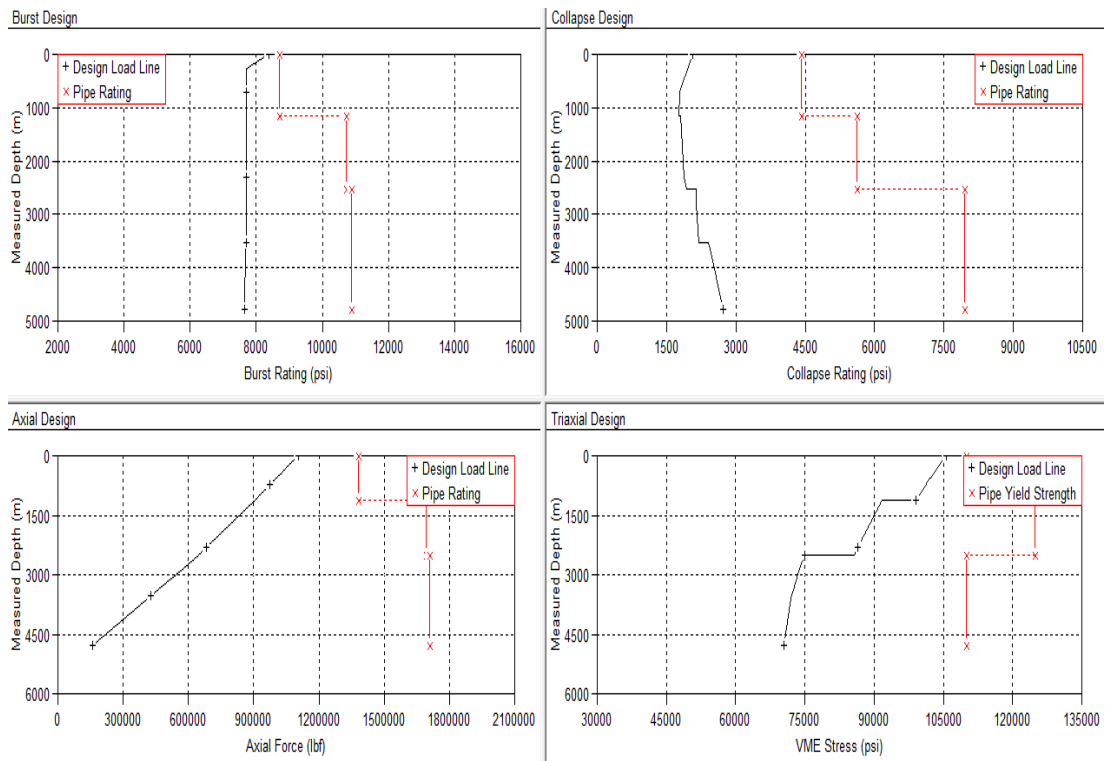 Burst Design
0
1000
2000
3000
4000
5000
Measured Depth (m)
+ Design Load Line
× Pipe Rating
2000 4000 6000 8000 10000 12000 14000 16000
Burst Rating (psi)
Collapse Design
0
1000
2000
3000
4000
5000
Measured Depth (m)
+ Design Load Line
× Pipe Rating
0 1500 3000 4500 6000 7500 9000 10500
Collapse Rating (psi)
Axial Design
0
1500
3000
4500
6000
Measured Depth (m)
+ Design Load Line
× Pipe Rating
0 300000 600000 900000 1200000 1500000 1800000 2100000
Axial Force (lbf)
Triaxial Design
0
1500
3000
4500
6000
Measured Depth (m)
+ Design Load Line
× Pipe Yield Strength
30000 45000 60000 75000 90000 105000 120000 135000
VME Stress (psi)